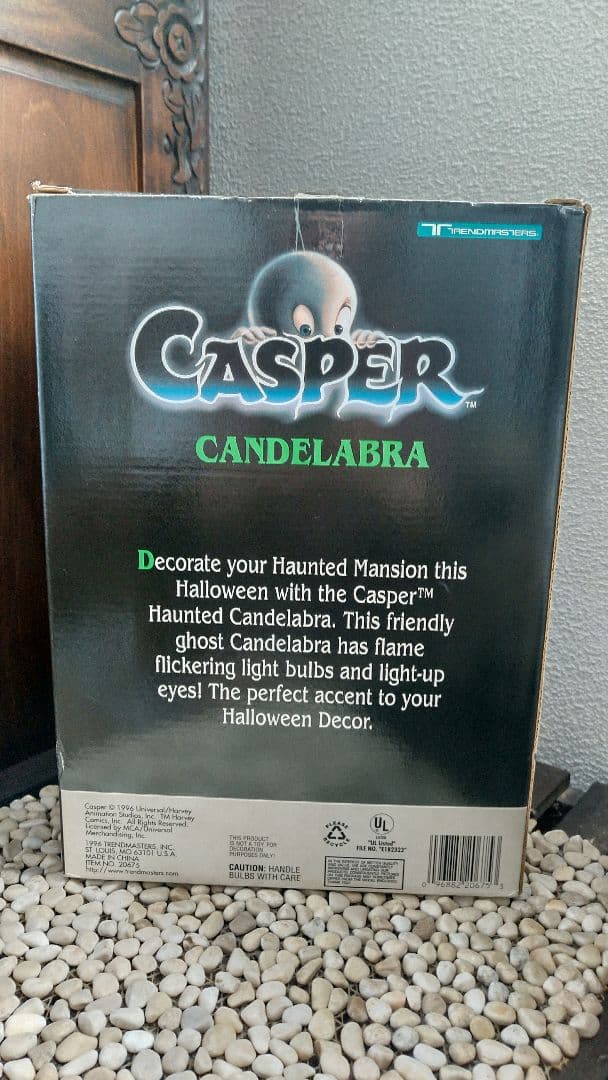 TRENDMASTERS
CASPER
TM
CANDELABRA
Decorate your Haunted Mansion this
Halloween with the Casper™
Haunted Candelabra. This friendly
ghost Candelabra has flame
flickering light bulbs and light-up
eyes! The perfect accent to your
Halloween Decor.
Casper © 1996 Universal/Harvey
Animation Studios, Inc. TM Harvey
Comics, Inc. All Rights Reserved.
Licensed by MCA/Universal
Merchandising, Inc.
1996 TRENDMASTERS, INC.
ST LOUIS, MO 63101 U.S.A.
MADE IN CHINA
ITEM NO. 20675
http://www.trendmasters.com
THIS PRODUCT
IS NOT A TOY FOR
DECORATION
PURPOSES ONLY!
CAUTION: HANDLE
BULBS WITH CARE
PLEASE
RECYCLE
UL
"UL Listed"
0 96882 20675 3